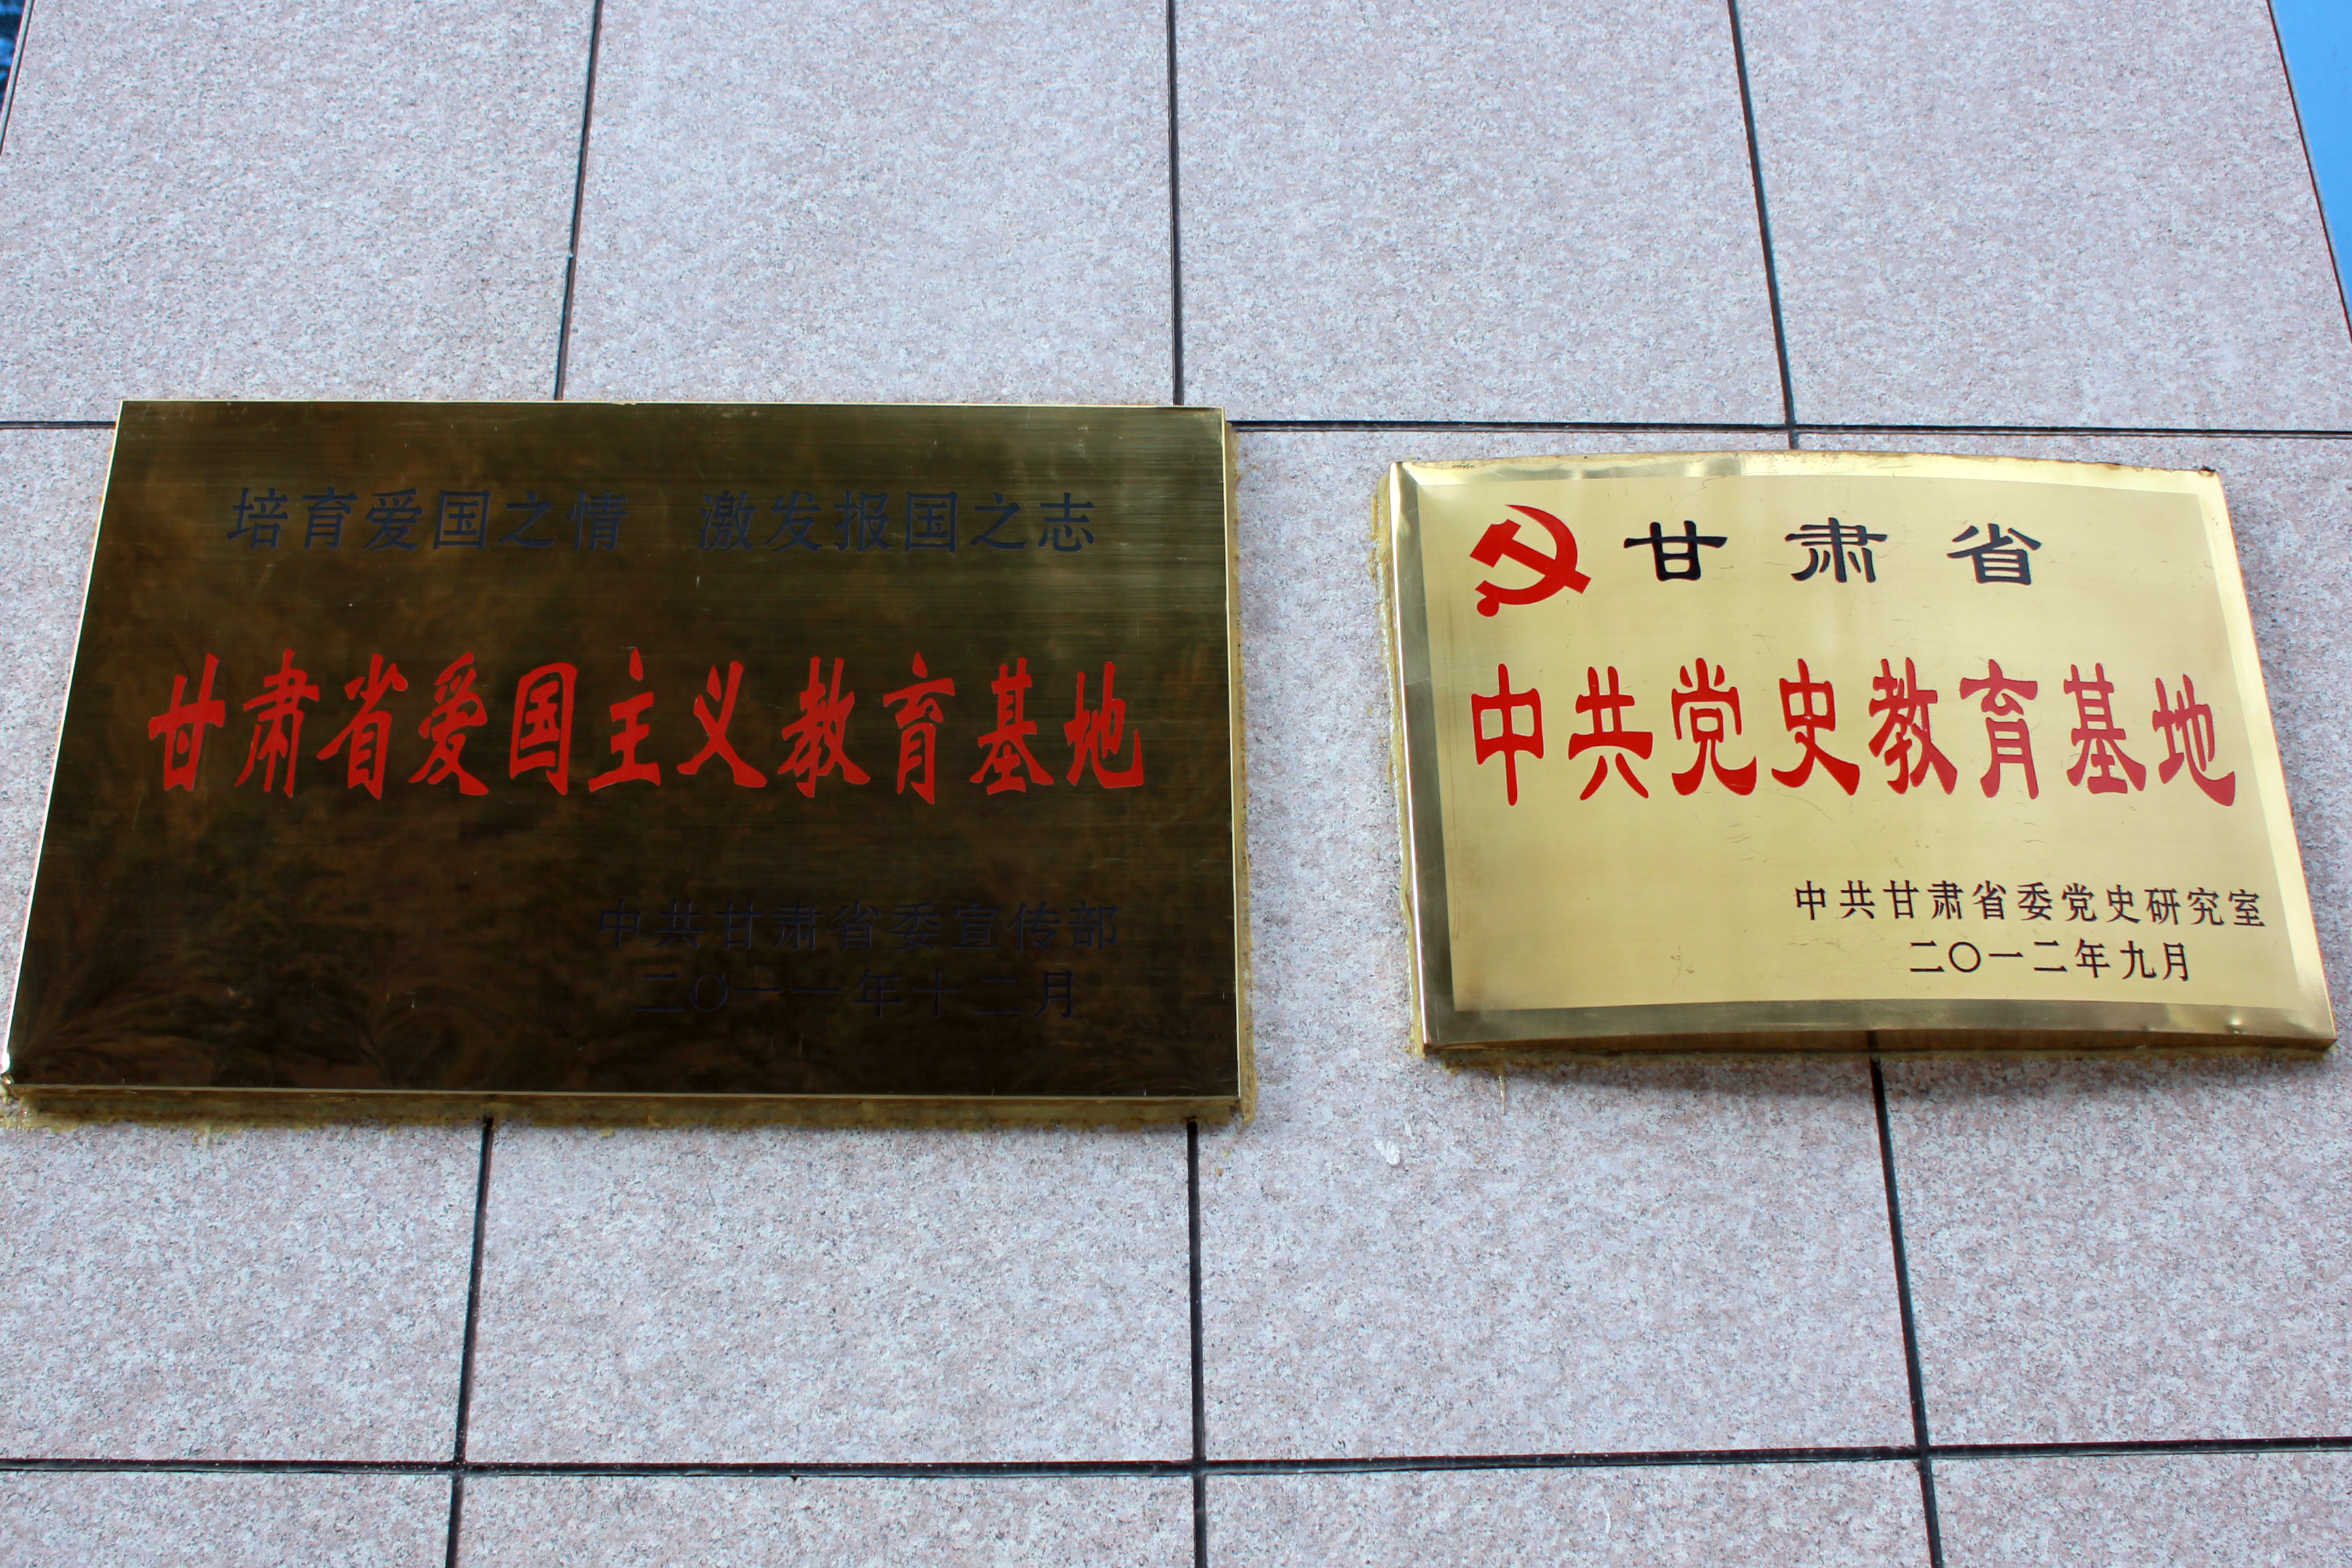 培育爱国之情 激发报国之志
甘肃省爱国主义教育基地
中共甘肃省委宣传部
二〇一一年十二月
甘肃省
中共党史教育基地
中共甘肃省委党史研究室
二〇一二年九月